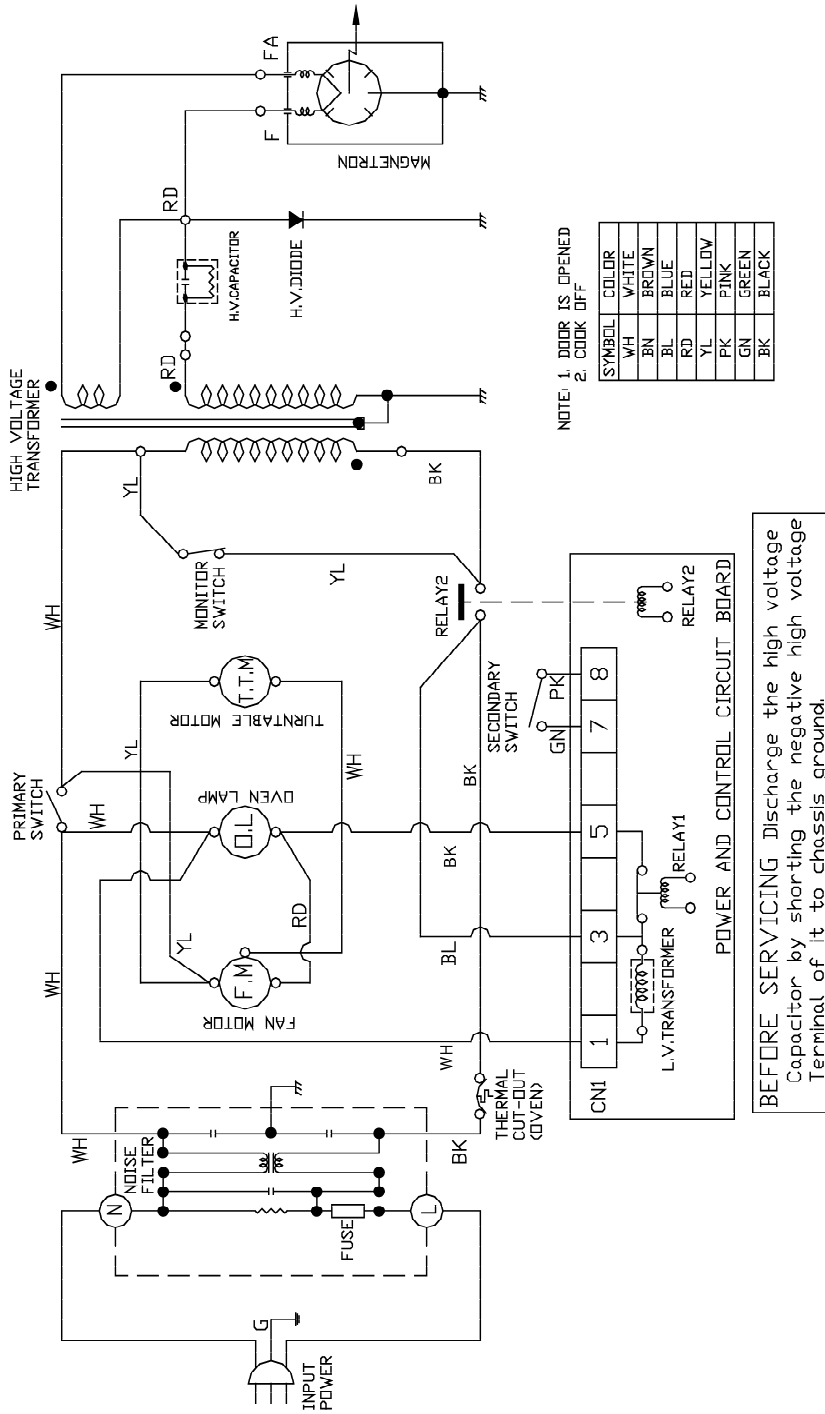 INPUT
POWER
G
N
L
FUSE
NOISE
FILTER
WH
BK
THERMAL
CUT-OUT
(OVEN)
WH
WH
FAN MOTOR
F.M
YL
RD
PRIMARY
SWITCH
WH
OVEN LAMP
O.L
YL
TURNTABLE MOTOR
T.T.M
WH
BL
BK
BK
WH
MONITOR
SWITCH
YL
YL
RELAY2
BK
HIGH VOLTAGE
TRANSFORMER
RD
H.V.CAPACITOR
RD
H.V.DIODE
MAGNETRON
F
FA
CN1
1
3
5
7
8
L.V.TRANSFORMER
RELAY1
SECONDARY
SWITCH
GN
PK
RELAY2
POWER AND CONTROL CIRCUIT BOARD
NOTE: 1. DOOR IS OPENED
2. COOK OFF
SYMBOL COLOR
WH WHITE
BN BROWN
BL BLUE
RD RED
YL YELLOW
PK PINK
GN GREEN
BK BLACK
BEFORE SERVICING Discharge the high voltage
Capacitor by shorting the negative high voltage
Terminal of it to chassis ground.